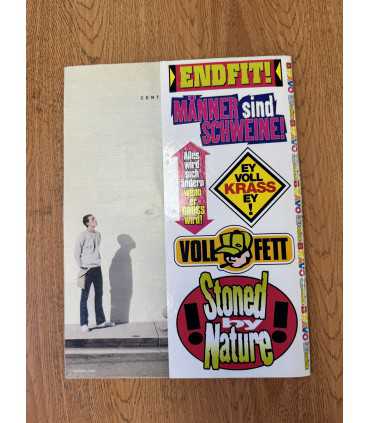 ENDFIT!
CONT
MÄNNER sind
SCHWEINE!
Alles
wird
sich
ändern
wenn
er
GROSS
wird!
EY
VOLL
KRASS
EY
!
VOLL FETT
Stoned
by
Nature
! !